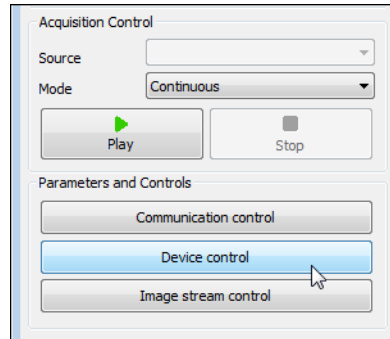 Acquisition Control
Source
Mode Continuous
Play Stop
Parameters and Controls
Communication control
Device control
Image stream control